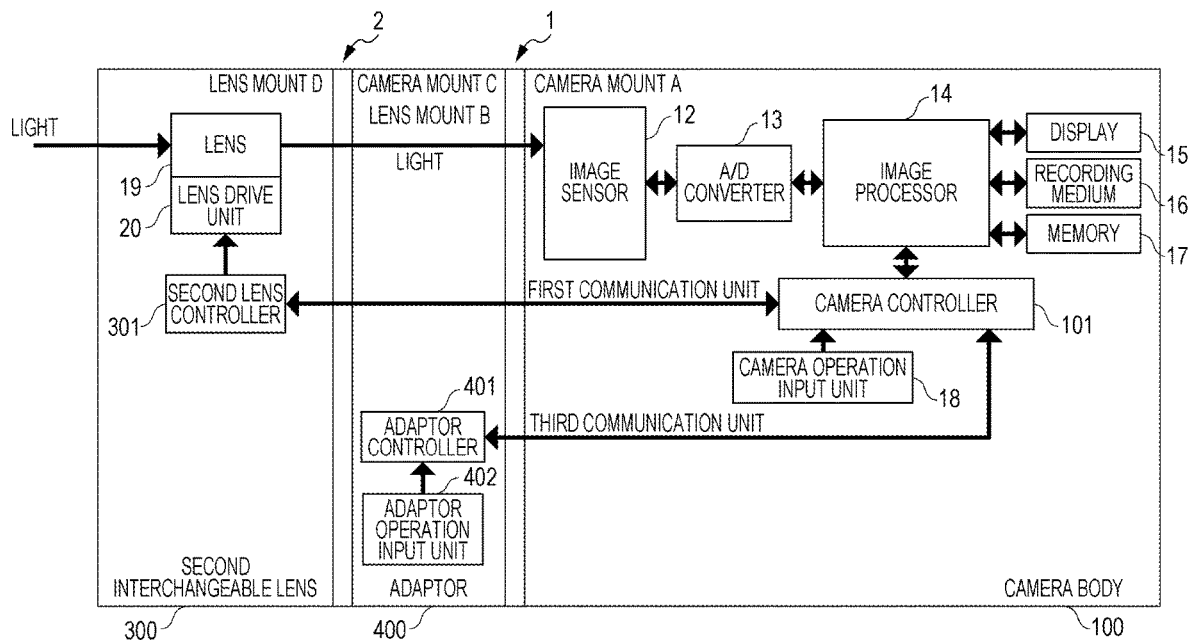 2
1
LENS MOUNT D
CAMERA MOUNT C
CAMERA MOUNT A
LENS MOUNT B
LIGHT
LENS
19
LENS DRIVE
UNIT
20
LIGHT
12
IMAGE
SENSOR
13
A/D
CONVERTER
14
IMAGE
PROCESSOR
DISPLAY
15
RECORDING
MEDIUM
16
MEMORY
17
SECOND LENS
CONTROLLER
301
FIRST COMMUNICATION UNIT
CAMERA CONTROLLER
101
CAMERA OPERATION
INPUT UNIT
18
401
ADAPTOR
CONTROLLER
THIRD COMMUNICATION UNIT
402
ADAPTOR
OPERATION
INPUT UNIT
SECOND
INTERCHANGEABLE LENS
300
ADAPTOR
400
CAMERA BODY
100